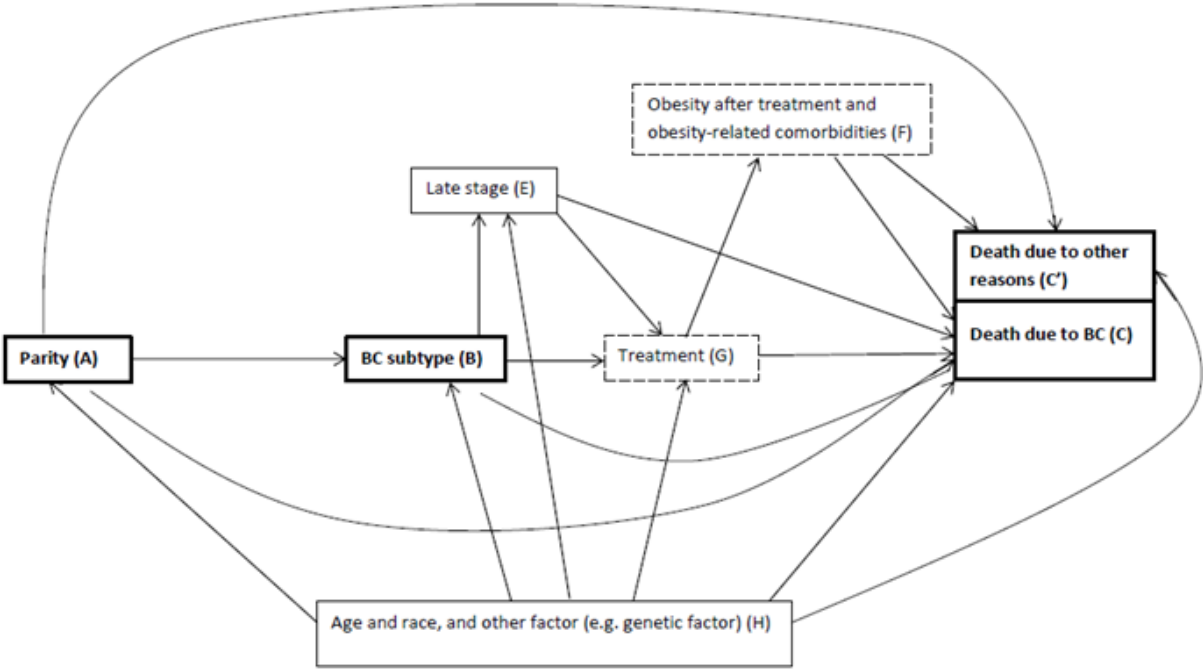 Obesity after treatment and
obesity-related comorbidities (F)
Late stage (E)
Death due to other
reasons (C’)
Death due to BC (C)
Parity (A)
BC subtype (B)
Treatment (G)
Age and race, and other factor (e.g. genetic factor) (H)